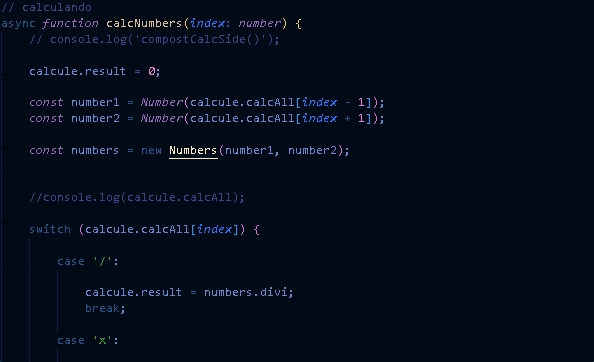 // calculando
async function calcNumbers(index: number) {
// console.log('compostCalcSide()');
calcule.result = 0;
const number1 = Number(calcule.calcAll[index - 1]);
const number2 = Number(calcule.calcAll[index + 1]);
const numbers = new Numbers(number1, number2);
//console.log(calcule.calcAll);
switch (calcule.calcAll[index]) {
case '/':
calcule.result = numbers.divi;
break;
case 'x':